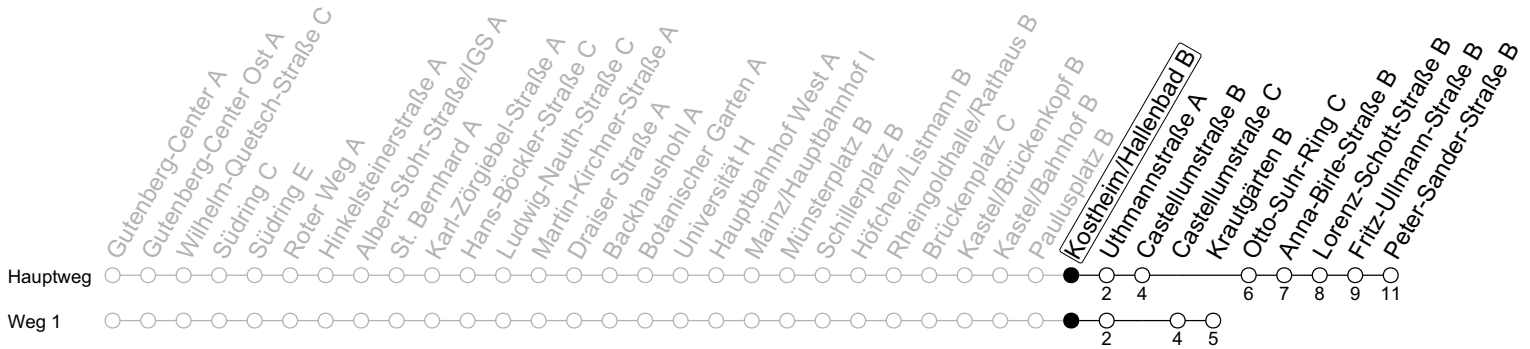 Gutenberg-Center A
Gutenberg-Center Ost A
Wilhelm-Quetsch-Straße C
Südring C
Südring E
Roter Weg A
Hinkelsteinerstraße A
Albert-Stohr-Straße/IGS A
St. Bernhard A
Karl-Zörgiebel-Straße A
Hans-Böckler-Straße C
Ludwig-Nauth-Straße C
Martin-Kirchner-Straße A
Draiser Straße A
Backhaushohl A
Botanischer Garten A
Universität H
Hauptbahnhof West A
Mainz/Hauptbahnhof I
Münsterplatz B
Schillerplatz B
Höfchen/Listmann B
Rheingoldhalle/Rathaus B
Brückenplatz C
Kastel/Brückenkopf B
Kastel/Bahnhof B
Paulusplatz B
Kostheim/Hallenbad B
Uthmannstraße A
Castellumstraße B
Castellumstraße C
Krautgärten B
Otto-Suhr-Ring C
Anna-Birle-Straße B
Lorenz-Schott-Straße B
Fritz-Ullmann-Straße B
Peter-Sander-Straße B
Hauptweg
2 4 6 7 8 9 11
Weg 1
2 4 5